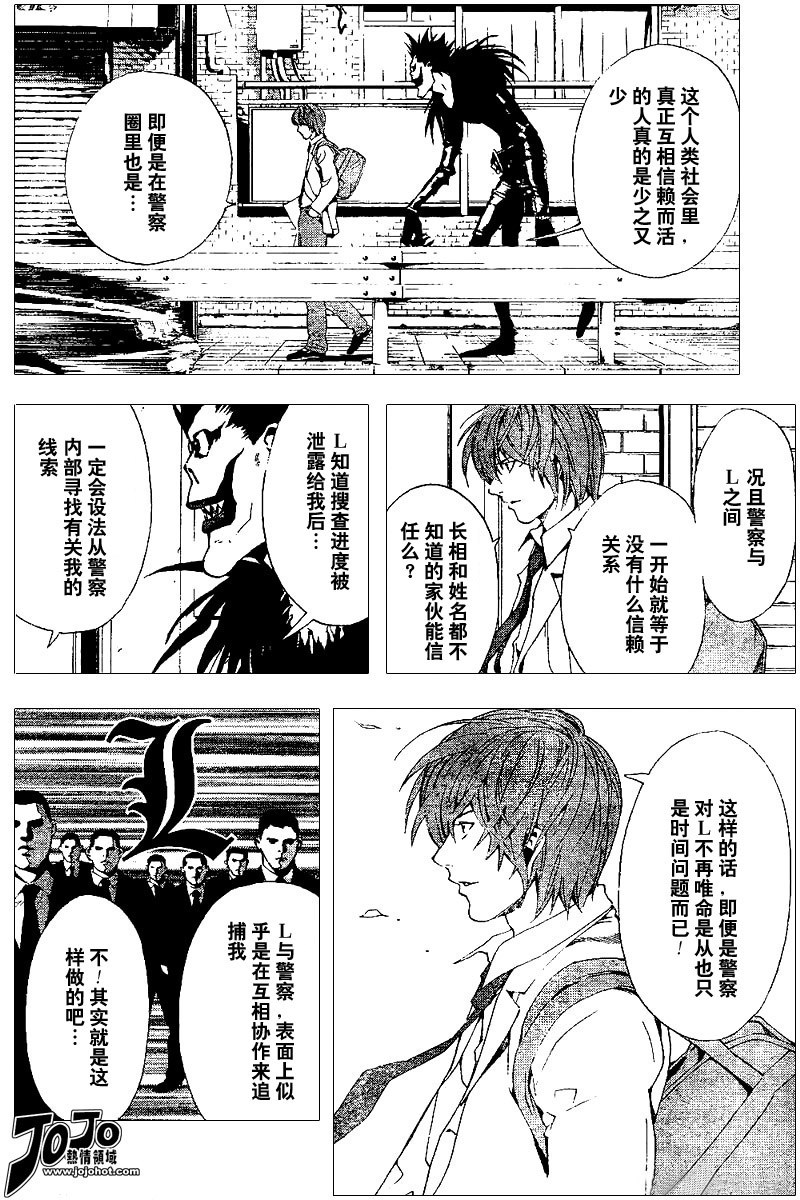 这个人类社会里，
真正互相信赖而活
的人真的是少之又
少
即便是在警察
圈里也是…
况且警察与
L之间
一开始就等于
没有什么信赖
关系
长相和姓名都不
知道的家伙能信
任么？
L知道搜查进度被
泄露给我后…
一定会设法从警察
内部寻找有关我的
线索
这样的话，即便是警察
对L不再唯命是从也只
是时间问题而已！
L
L与警察，表面上似
乎是在互相协作来追
捕我
不！其实就是这
样做的吧…
JOJO
熱情領域
www.jojohot.com